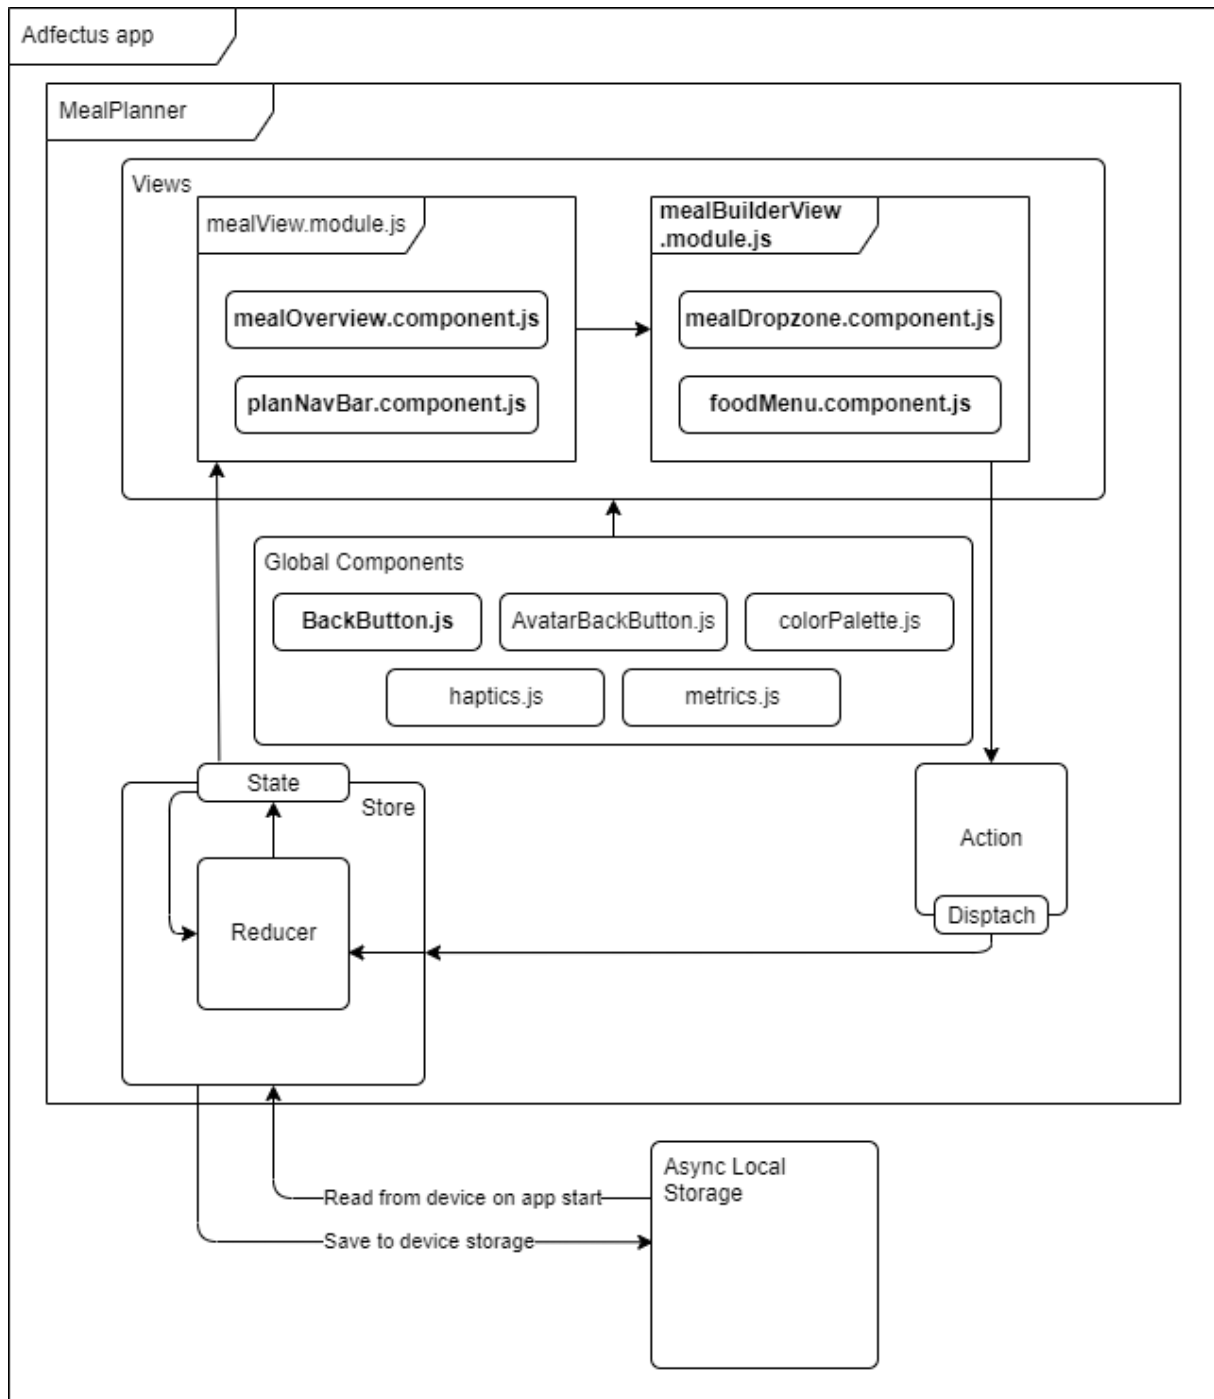 Adfectus app
MealPlanner
Views
mealView.module.js
mealBuilderView
.module.js
mealOverview.component.js
mealDropzone.component.js
planNavBar.component.js
foodMenu.component.js
Global Components
BackButton.js
AvatarBackButton.js
colorPalette.js
haptics.js
metrics.js
State
Store
Action
Reducer
Disptach
Async Local
Storage
Read from device on app start
Save to device storage